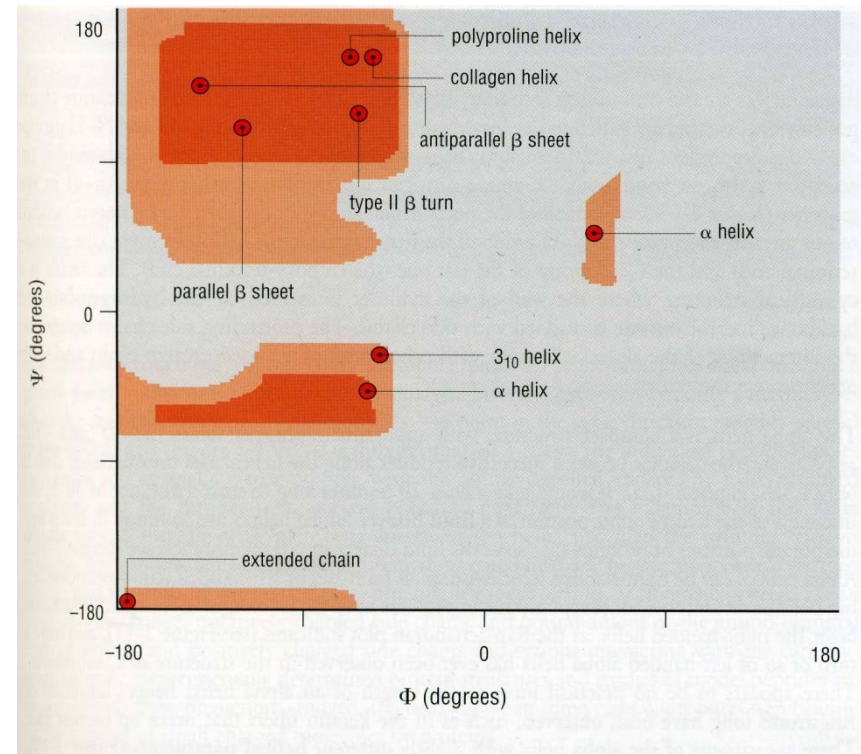 180
polyproline helix
collagen helix
antiparallel β sheet
type II β turn
α helix
parallel β sheet
0
Ψ (degrees)
3₁₀ helix
α helix
extended chain
−180
−180
0
180
Φ (degrees)